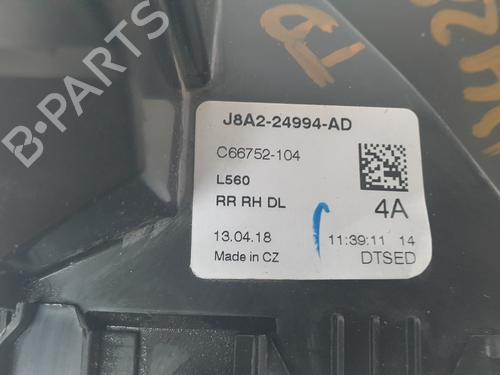 J8A2-24994-AD
C66752-104
L560
RR RH DL
4A
13.04.18 11:39:11 14
Made in CZ DTSED
B-PARTS